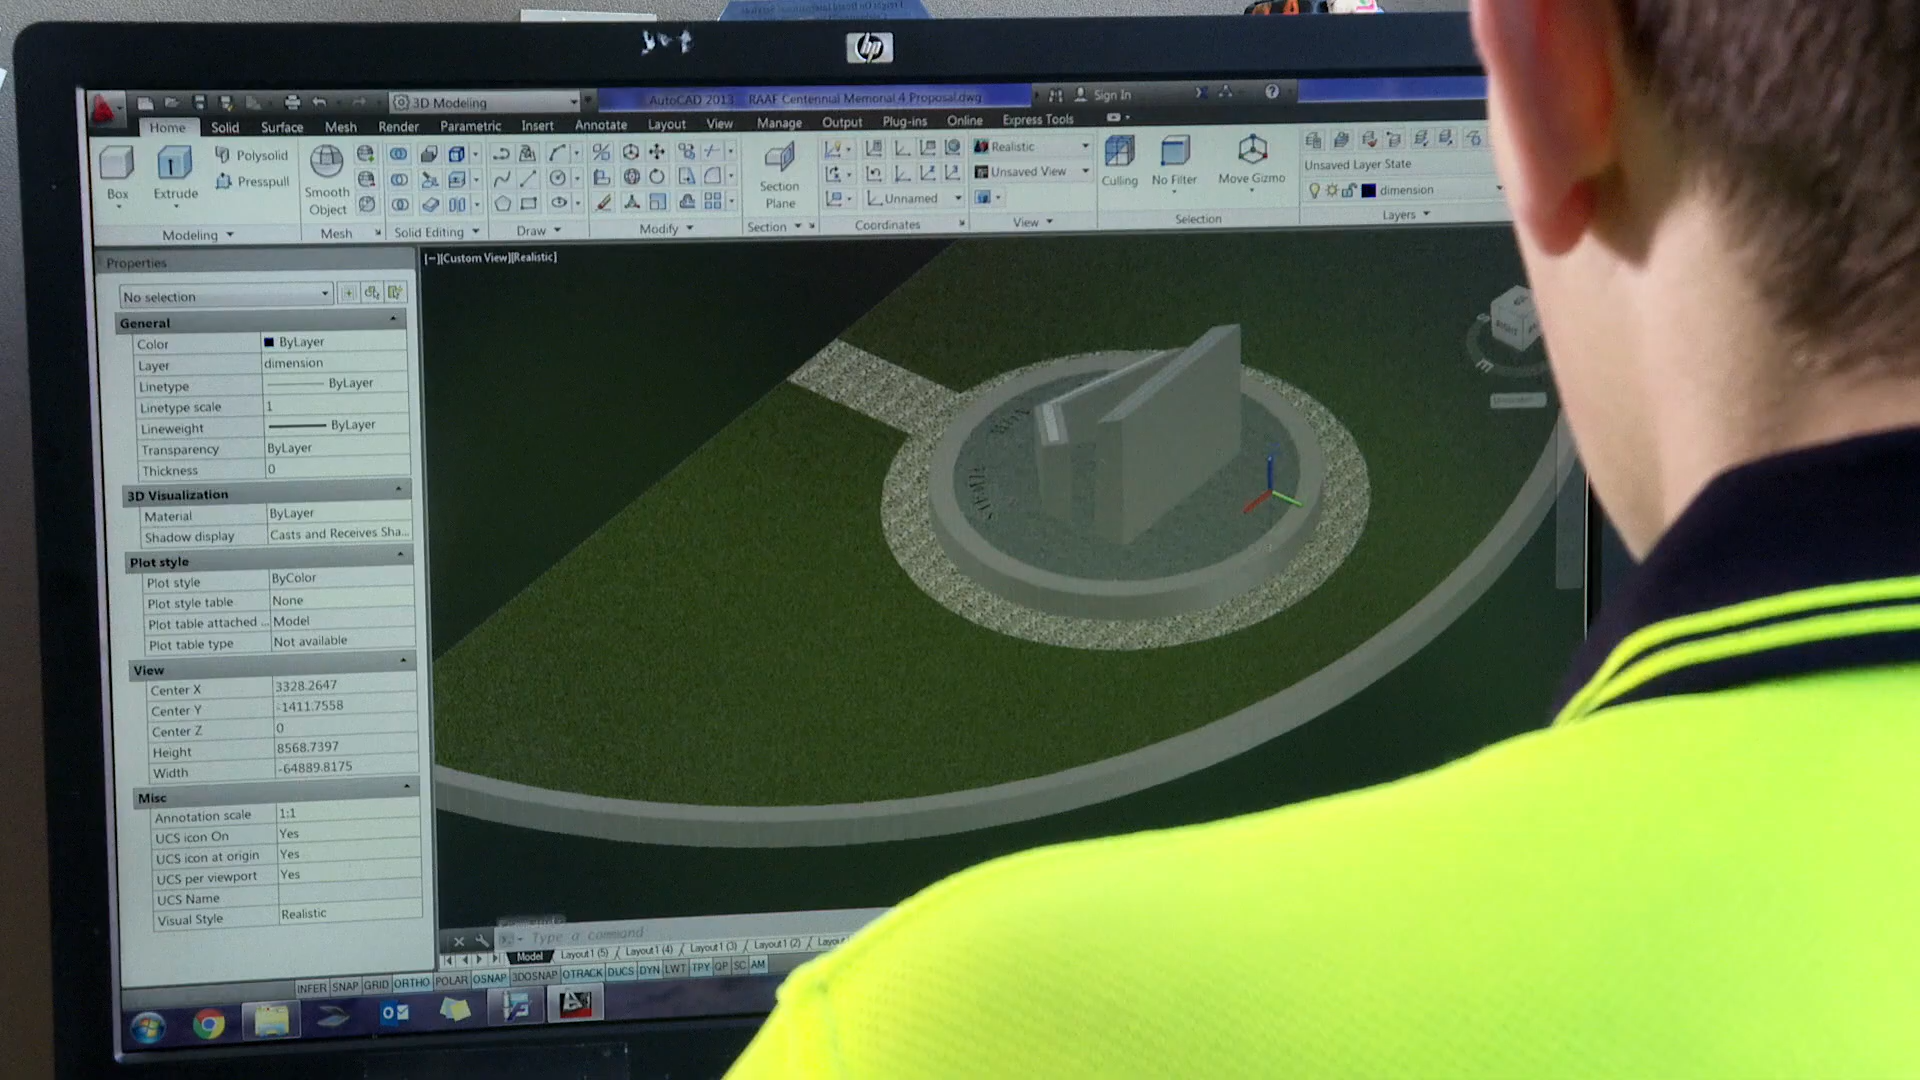 hp
3D Modeling
AutoCAD 2013 RAAF Centennial Memorial 4 Proposal.dwg
Sign In
Home Solid Surface Mesh Render Parametric Insert Annotate Layout View Manage Output Plug-ins Online Express Tools
Box
Extrude
Polysolid
Presspull
Smooth
Object
Section
Plane
Realistic
Unsaved View
Unnamed
Culling
No Filter
Move Gizmo
Unsaved Layer State
dimension
Modeling Mesh Solid Editing Draw Modify Section Coordinates View Selection Layers
Properties
[−][Custom View][Realistic]
No selection
General
Color ByLayer
Layer dimension
Linetype ByLayer
Linetype scale 1
Lineweight ByLayer
Transparency ByLayer
Thickness 0
3D Visualization
Material ByLayer
Shadow display Casts and Receives Sha...
Plot style
Plot style ByColor
Plot style table None
Plot table attached ... Model
Plot table type Not available
View
Center X 3328.2647
Center Y -1411.7558
Center Z 0
Height 8568.7397
Width -64889.8175
Misc
Annotation scale 1:1
UCS icon On Yes
UCS icon at origin Yes
UCS per viewport Yes
UCS Name
Visual Style Realistic
RIGHT
S
E
Type a command
Model Layout1 (5) Layout1 (4) Layout1 (3) Layout1 (2)
INFER SNAP GRID ORTHO POLAR OSNAP 3DOSNAP OTRACK DUCS DYN LWT TPY QP SC AM